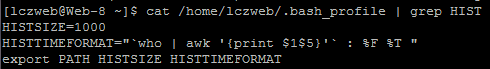 [lczweb@Web-8 ~]$ cat /home/lczweb/.bash_profile | grep HIST
HISTSIZE=1000
HISTTIMEFORMAT="`who | awk '{print $1$5}'` : %F %T "
export PATH HISTSIZE HISTTIMEFORMAT